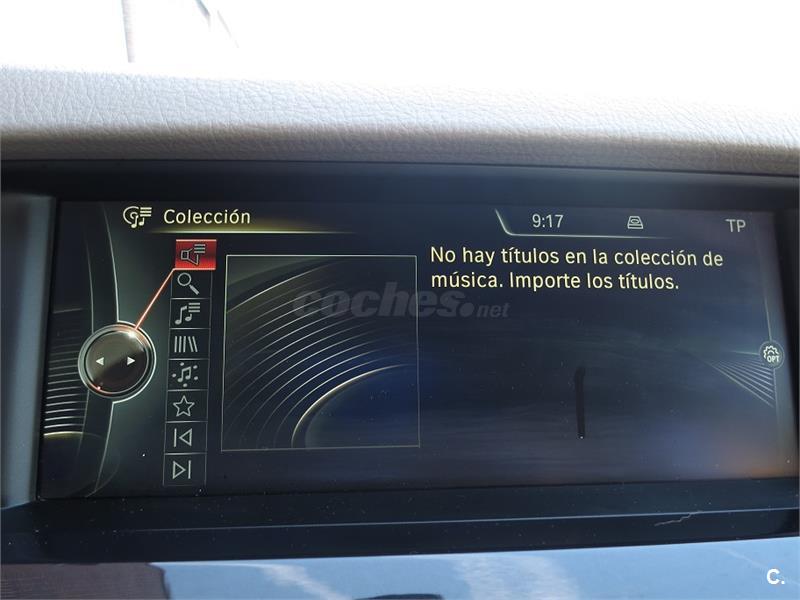 Colección
9:17
TP
No hay títulos en la colección de
música. Importe los títulos.
coches.net
OPT
C.